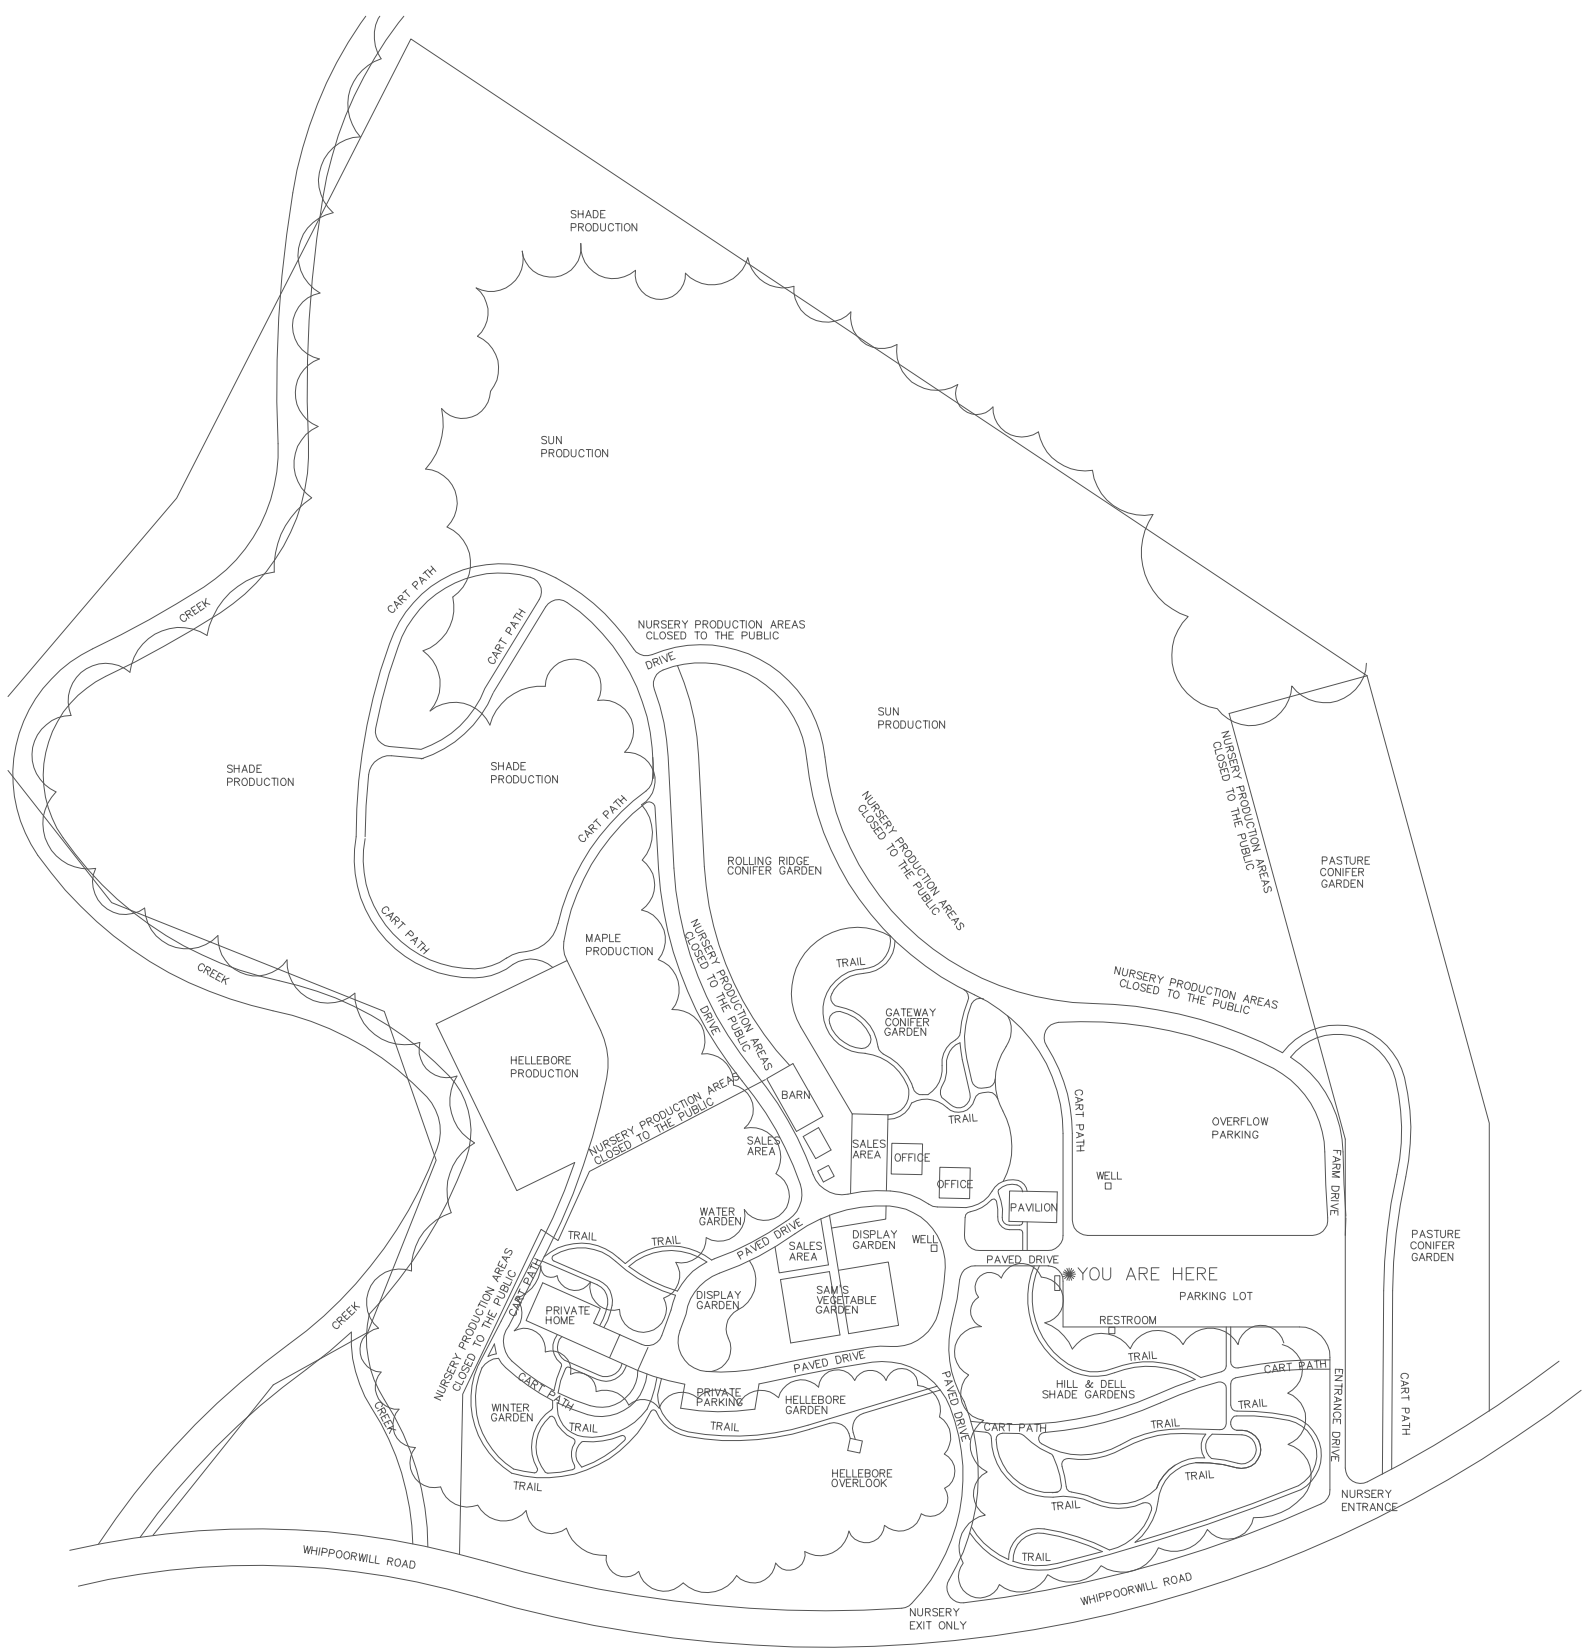 SHADE
PRODUCTION
SUN
PRODUCTION
CART PATH
CREEK
CART PATH
NURSERY PRODUCTION AREAS
CLOSED TO THE PUBLIC
DRIVE
SUN
PRODUCTION
NURSERY PRODUCTION AREAS
CLOSED TO THE PUBLIC
SHADE
PRODUCTION
SHADE
PRODUCTION
CART PATH
NURSERY PRODUCTION AREAS
CLOSED TO THE PUBLIC
ROLLING RIDGE
CONIFER GARDEN
PASTURE
CONIFER
GARDEN
CART PATH
MAPLE
PRODUCTION
CREEK
TRAIL
NURSERY PRODUCTION AREAS
CLOSED TO THE PUBLIC
DRIVE
NURSERY PRODUCTION AREAS
CLOSED TO THE PUBLIC
GATEWAY
CONIFER
GARDEN
HELLEBORE
PRODUCTION
BARN
NURSERY PRODUCTION AREAS
CLOSED TO THE PUBLIC
TRAIL
CART PATH
OVERFLOW
PARKING
SALES
AREA
SALES
AREA
OFFICE
OFFICE
WELL
FARM DRIVE
PAVILION
WATER
GARDEN
PAVED DRIVE
TRAIL
TRAIL
SALES
AREA
DISPLAY
GARDEN
WELL
PAVED DRIVE
YOU ARE HERE
PARKING LOT
PASTURE
CONIFER
GARDEN
NURSERY PRODUCTION AREAS
CLOSED TO THE PUBLIC
CART PATH
PRIVATE
HOME
DISPLAY
GARDEN
SAM'S
VEGETABLE
GARDEN
CREEK
RESTROOM
TRAIL
CART PATH
PAVED DRIVE
HILL & DELL
SHADE GARDENS
PAVED DRIVE
ENTRANCE DRIVE
CART PATH
CART PATH
PRIVATE
PARKING
HELLEBORE
GARDEN
TRAIL
WINTER
GARDEN
CREEK
TRAIL
TRAIL
CART PATH
TRAIL
TRAIL
HELLEBORE
OVERLOOK
TRAIL
TRAIL
TRAIL
NURSERY
ENTRANCE
WHIPPOORWILL ROAD
WHIPPOORWILL ROAD
NURSERY
EXIT ONLY